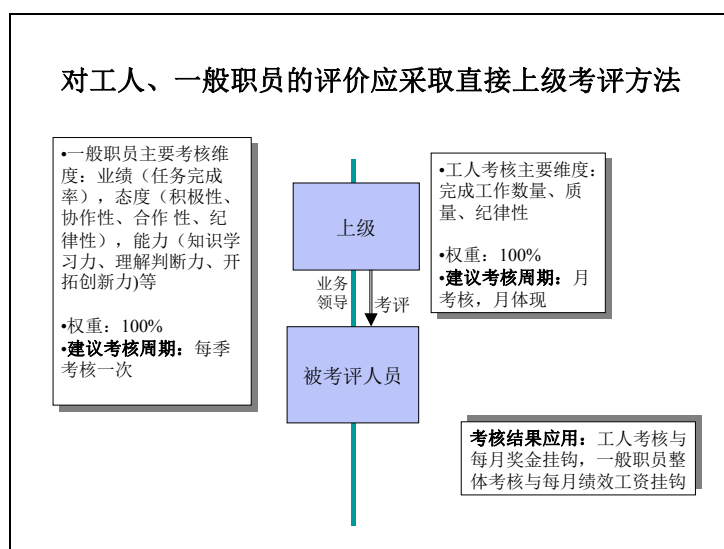 对工人、一般职员的评价应采取直接上级考评方法
•一般职员主要考核维
度：业绩（任务完成
率），态度（积极性、
协作性、合作 性、纪
律性），能力（知识学
习力、理解判断力、开
拓创新力)等
•权重：100%
•建议考核周期：每季
考核一次
上级
业务
领导
考评
被考评人员
•工人考核主要维度：
完成工作数量、质
量、纪律性
•权重：100%
•建议考核周期：月
考核，月体现
考核结果应用：工人考核与
每月奖金挂钩，一般职员整
体考核与每月绩效工资挂钩